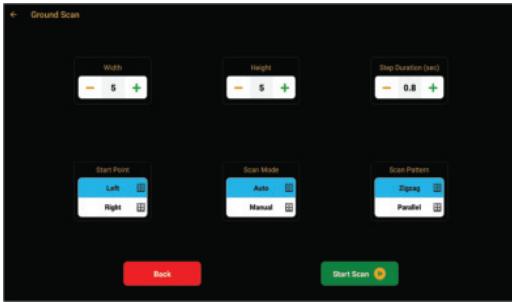 Ground Scan
Width
Height
Step Duration (sec)
− 5 +
− 5 +
− 0.8 +
Start Point
Scan Mode
Scan Pattern
Left
Auto
Zigzag
Right
Manual
Parallel
Back
Start Scan